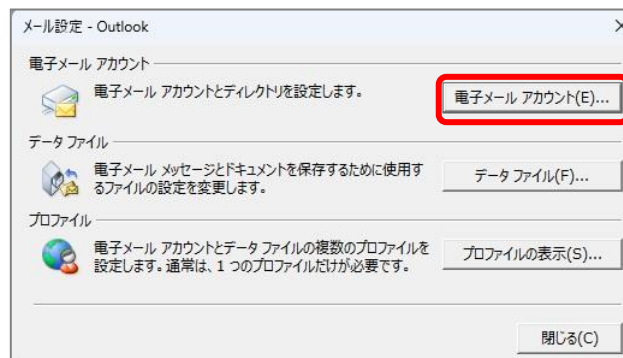 メール設定 - Outlook
電子メール アカウント
電子メール アカウントとディレクトリを設定します。
電子メール アカウント(E)...
データ ファイル
電子メール メッセージとドキュメントを保存するために使用す
るファイルの設定を変更します。
データ ファイル(F)...
プロファイル
電子メール アカウントとデータ ファイルの複数のプロファイルを
設定します。通常は、1 つのプロファイルだけが必要です。
プロファイルの表示(S)...
閉じる(C)